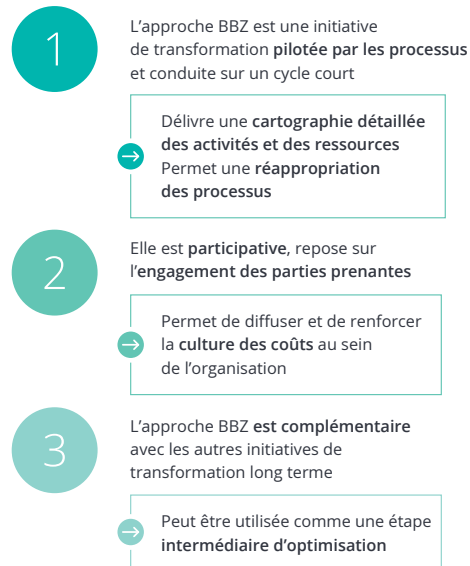 1
L’approche BBZ est une initiative
de transformation pilotée par les processus
et conduite sur un cycle court
Délivre une cartographie détaillée
des activités et des ressources
Permet une réappropriation
des processus
2
Elle est participative, repose sur
l’engagement des parties prenantes
Permet de diffuser et de renforcer
la culture des coûts au sein
de l’organisation
3
L’approche BBZ est complémentaire
avec les autres initiatives de
transformation long terme
Peut être utilisée comme une étape
intermédiaire d’optimisation